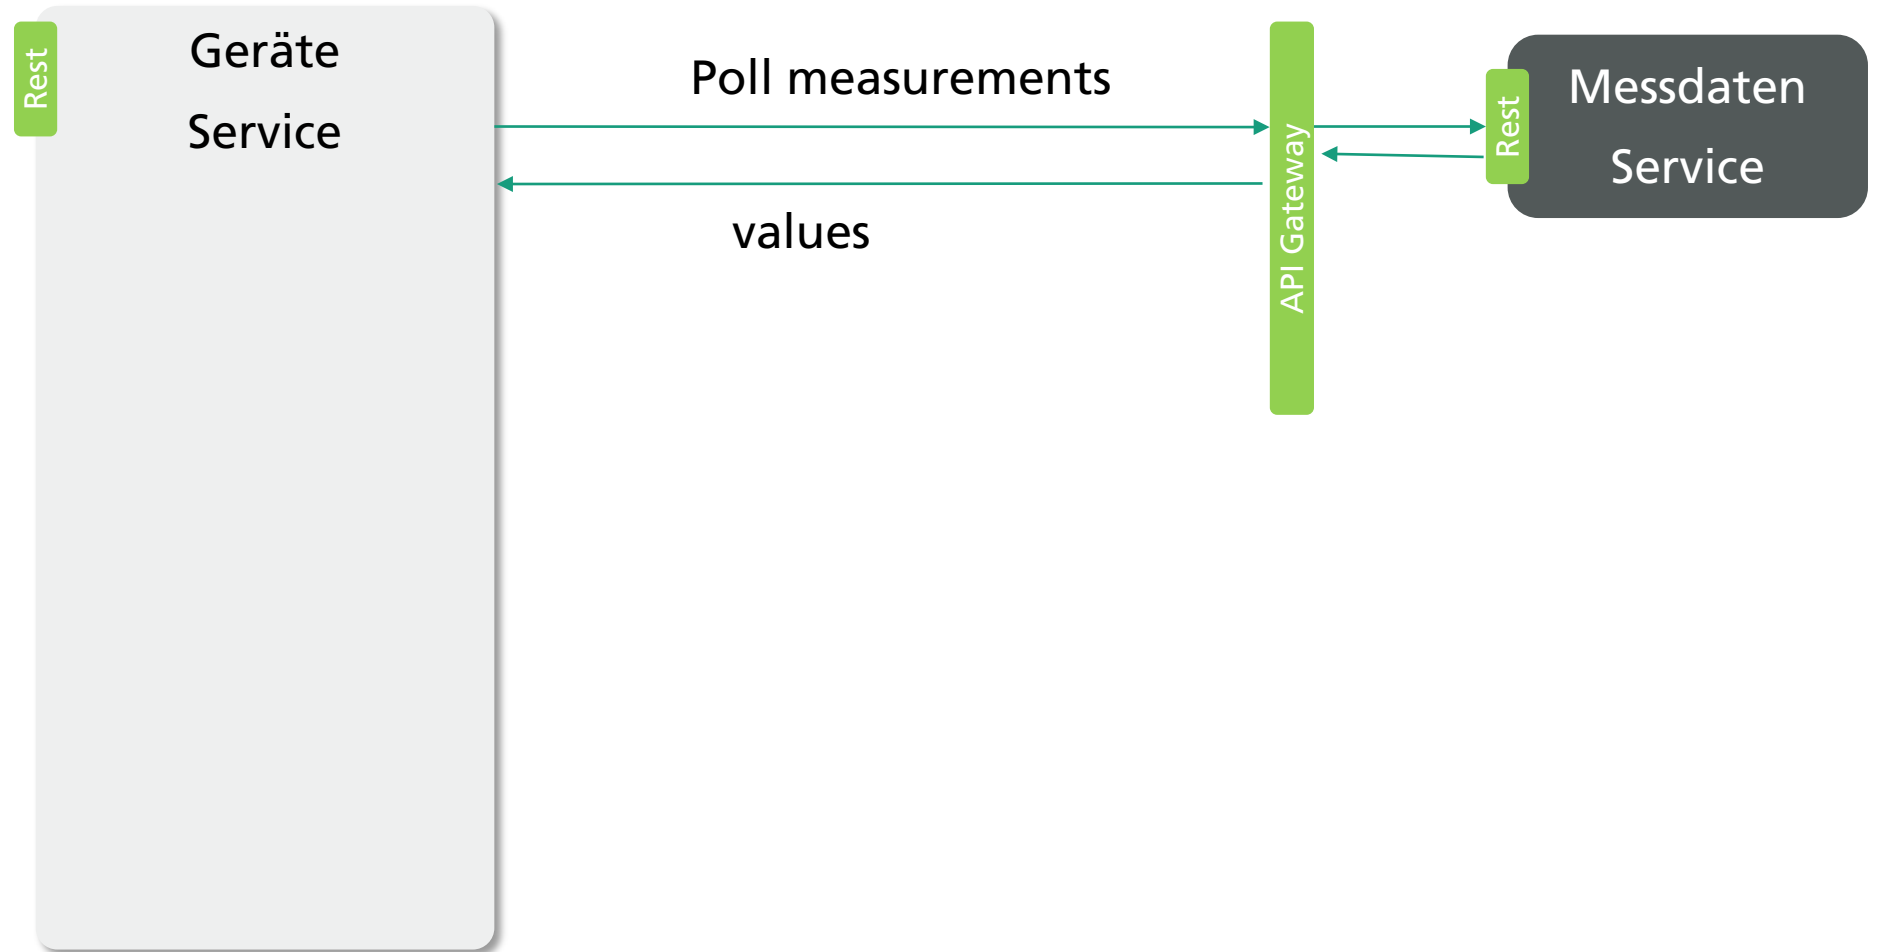 Rest
Geräte
Service
Poll measurements
values
API Gateway
Rest
Messdaten
Service